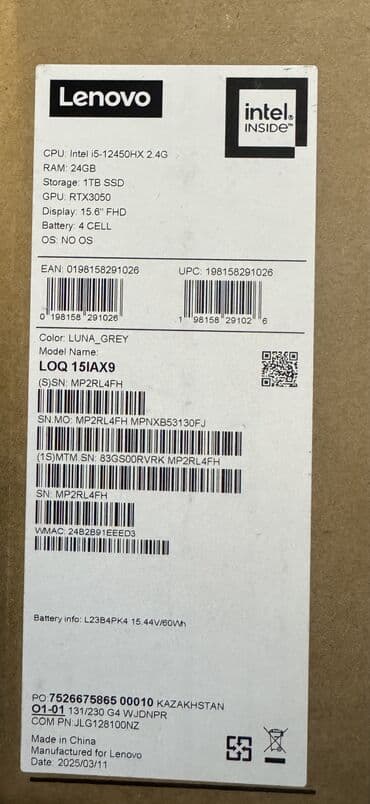 Lenovo
intel.
INSIDE™
CPU: Intel i5-12450HX 2.4G
RAM: 24GB
Storage: 1TB SSD
GPU: RTX3050
Display: 15.6" FHD
Battery: 4 CELL
OS: NO OS
EAN: 0198158291026 UPC: 198158291026
0 198158 291026 1 98158 29102 6
Color: LUNA_GREY
Model Name:
LOQ 15IAX9
(S)SN: MP2RL4FH
SN.MO: MP2RL4FH MPNXB53130FJ
(1S)MTM.SN: 83GS00RVRK MP2RL4FH
SN: MP2RL4FH
WMAC: 24B2B91EEED3
Battery info: L23B4PK4 15.44V/60Wh
PO 7526675865 00010 KAZAKHSTAN
O1-01 131/230 G4 WJDNPR
COM PN:JLG128100NZ
Made in China
Manufactured for Lenovo
Date: 2025/03/11